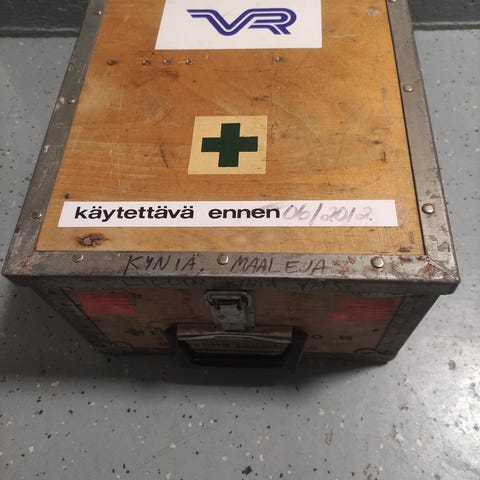 VR
käytettävä ennen 06/2012
KYNIÄ, MAALEJA